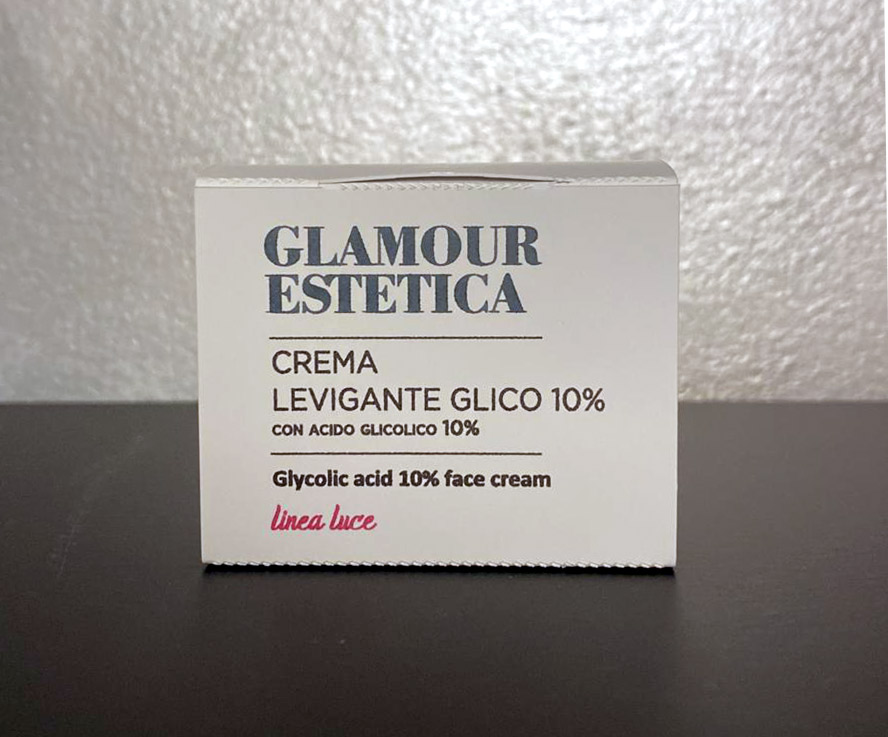 GLAMOUR
ESTETICA
CREMA
LEVIGANTE GLICO 10%
CON ACIDO GLICOLICO 10%
Glycolic acid 10% face cream
linea luce